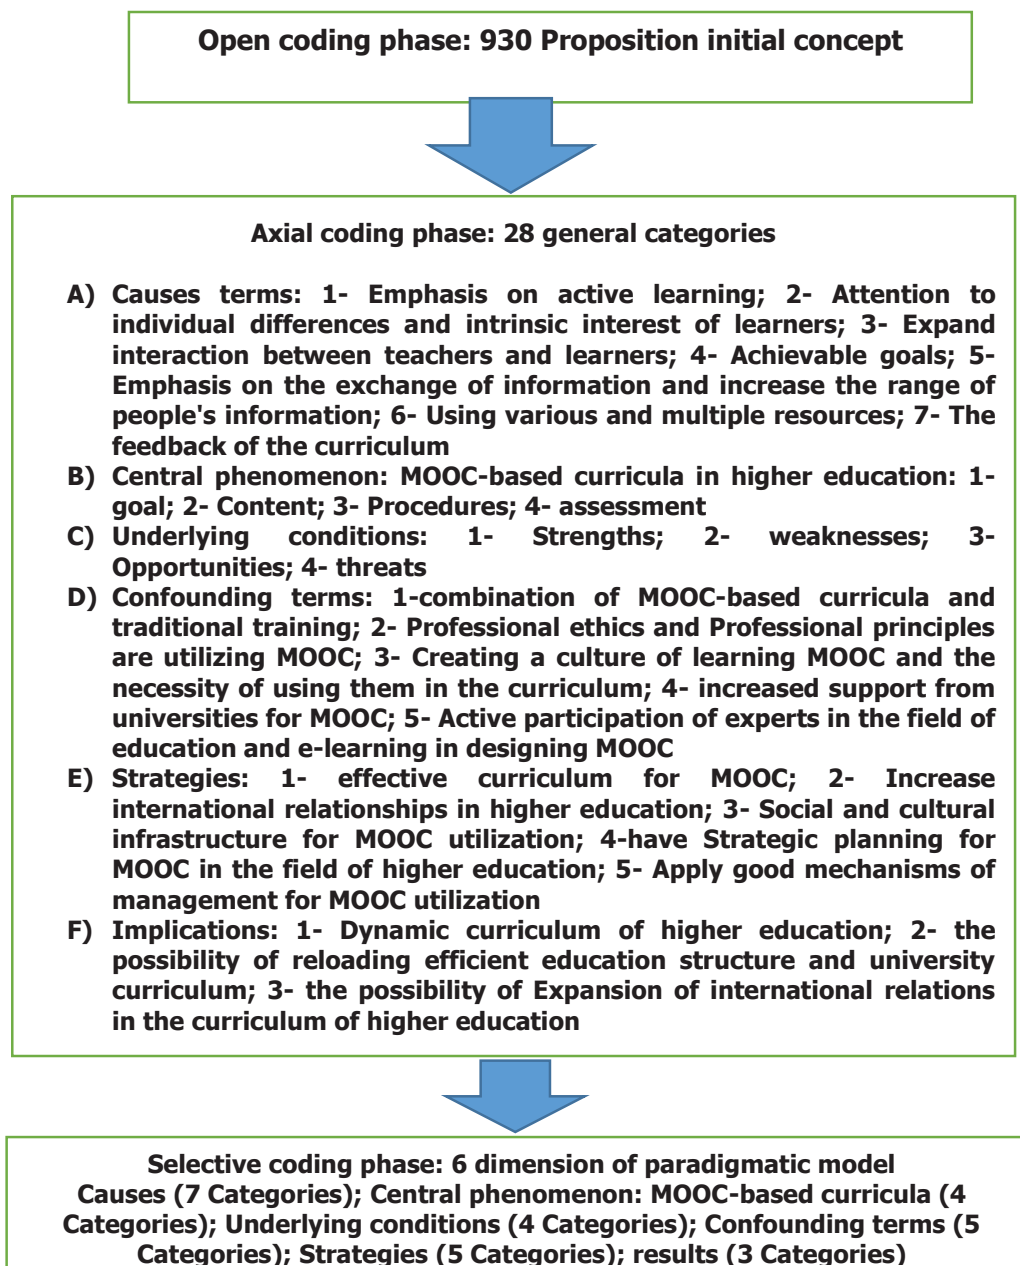 Open coding phase: 930 Proposition initial concept
Axial coding phase: 28 general categories
A) Causes terms: 1- Emphasis on active learning; 2- Attention to
individual differences and intrinsic interest of learners; 3- Expand
interaction between teachers and learners; 4- Achievable goals; 5-
Emphasis on the exchange of information and increase the range of
people's information; 6- Using various and multiple resources; 7- The
feedback of the curriculum
B) Central phenomenon: MOOC-based curricula in higher education: 1-
goal; 2- Content; 3- Procedures; 4- assessment
C) Underlying conditions: 1- Strengths; 2- weaknesses; 3-
Opportunities; 4- threats
D) Confounding terms: 1-combination of MOOC-based curricula and
traditional training; 2- Professional ethics and Professional principles
are utilizing MOOC; 3- Creating a culture of learning MOOC and the
necessity of using them in the curriculum; 4- increased support from
universities for MOOC; 5- Active participation of experts in the field of
education and e-learning in designing MOOC
E) Strategies: 1- effective curriculum for MOOC; 2- Increase
international relationships in higher education; 3- Social and cultural
infrastructure for MOOC utilization; 4-have Strategic planning for
MOOC in the field of higher education; 5- Apply good mechanisms of
management for MOOC utilization
F) Implications: 1- Dynamic curriculum of higher education; 2- the
possibility of reloading efficient education structure and university
curriculum; 3- the possibility of Expansion of international relations
in the curriculum of higher education
Selective coding phase: 6 dimension of paradigmatic model
Causes (7 Categories); Central phenomenon: MOOC-based curricula (4
Categories); Underlying conditions (4 Categories); Confounding terms (5
Categories); Strategies (5 Categories); results (3 Categories)